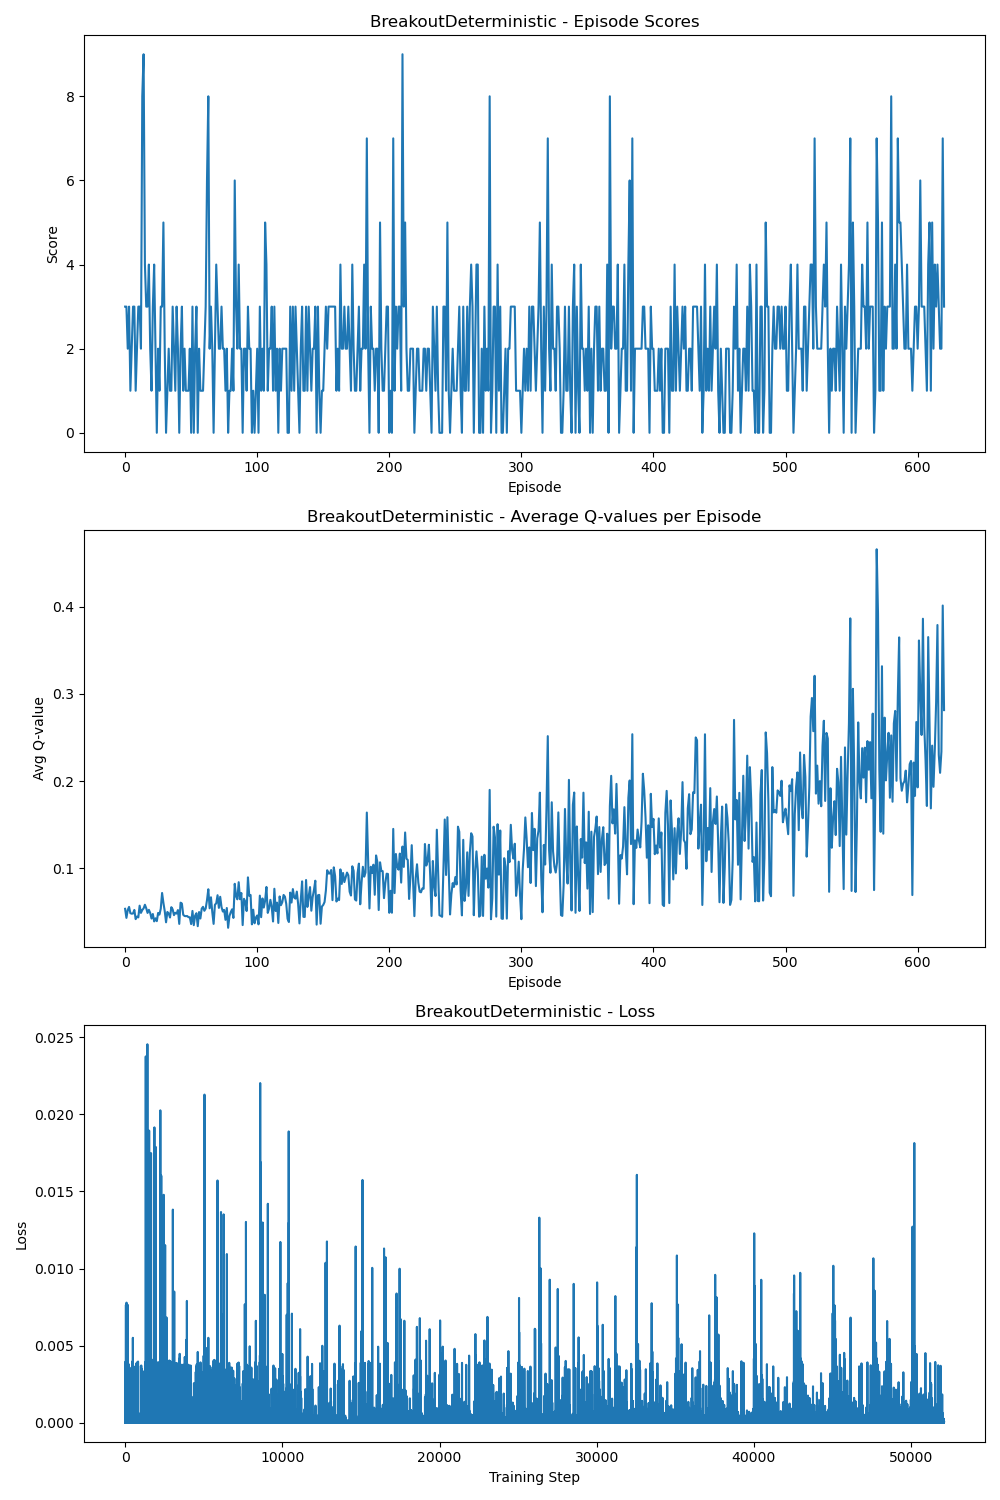 BreakoutDeterministic - Episode Scores
Score
8
6
4
2
0
0 100 200 300 400 500 600
Episode
BreakoutDeterministic - Average Q-values per Episode
Avg Q-value
0.4
0.3
0.2
0.1
0 100 200 300 400 500 600
Episode
BreakoutDeterministic - Loss
Loss
0.025
0.020
0.015
0.010
0.005
0.000
0 10000 20000 30000 40000 50000
Training Step